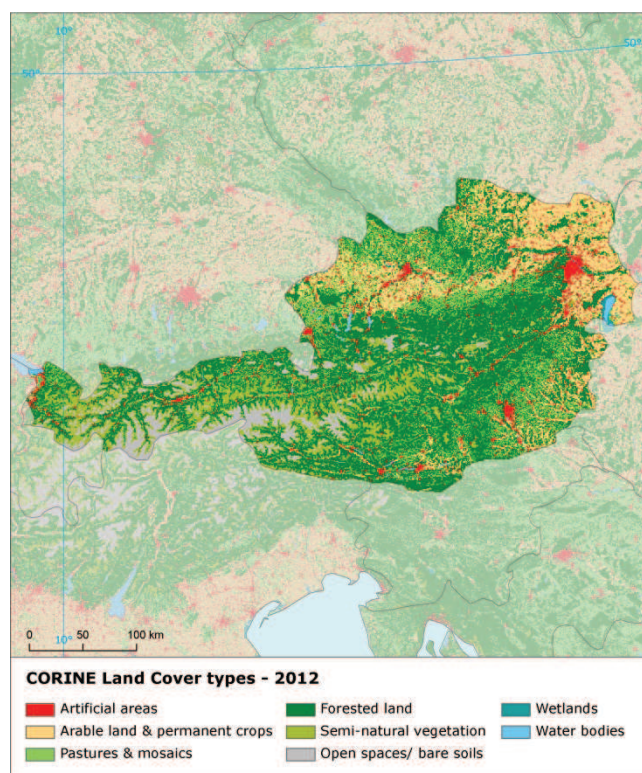 10°
50°
50°
0 50 100 km
10°
CORINE Land Cover types - 2012
Artificial areas
Forested land
Wetlands
Arable land & permanent crops
Semi-natural vegetation
Water bodies
Pastures & mosaics
Open spaces/ bare soils